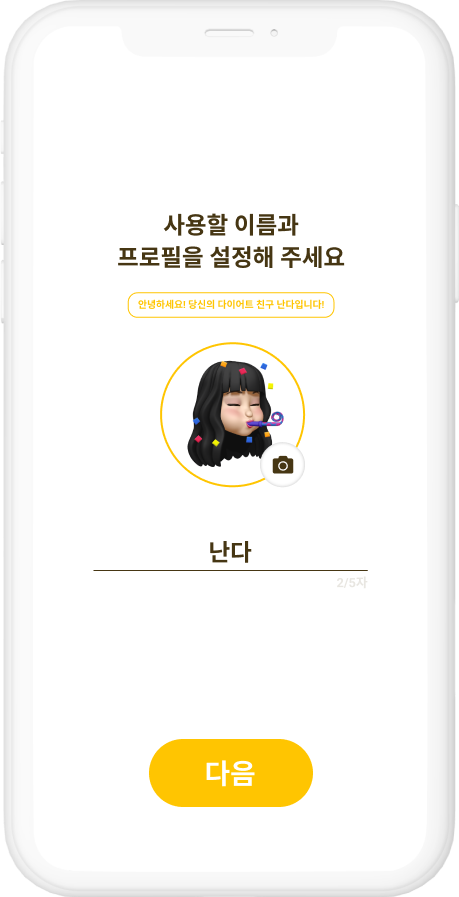 사용할 이름과
프로필을 설정해 주세요
안녕하세요! 당신의 다이어트 친구 난다입니다!
난다
2/5자
다음